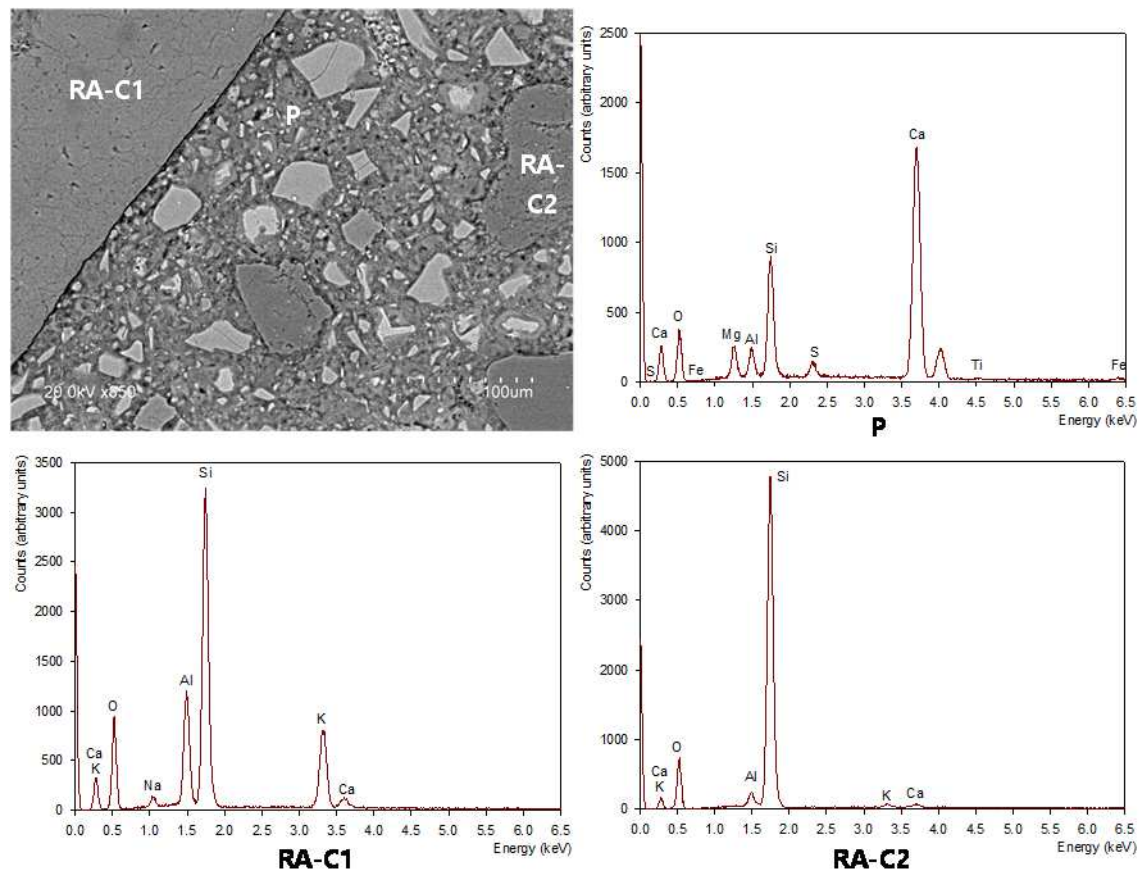 RA-C1
P
RA-
C2
20.0kV x350
100um
Counts (arbitrary units)
2500
2000
1500
1000
500
0
Ca
S
O
Fe
Mg
Al
Si
S
Ca
Ti
Fe
0.0 0.5 1.0 1.5 2.0 2.5 3.0 3.5 4.0 4.5 5.0 5.5 6.0 6.5
Energy (keV)
P
Counts (arbitrary units)
3500
3000
2500
2000
1500
1000
500
0
Ca
K
O
Na
Al
Si
K
Ca
0.0 0.5 1.0 1.5 2.0 2.5 3.0 3.5 4.0 4.5 5.0 5.5 6.0 6.5
Energy (keV)
RA-C1
Counts (arbitrary units)
5000
4000
3000
2000
1000
0
Ca
K
O
Al
Si
K
Ca
0.0 0.5 1.0 1.5 2.0 2.5 3.0 3.5 4.0 4.5 5.0 5.5 6.0 6.5
Energy (keV)
RA-C2